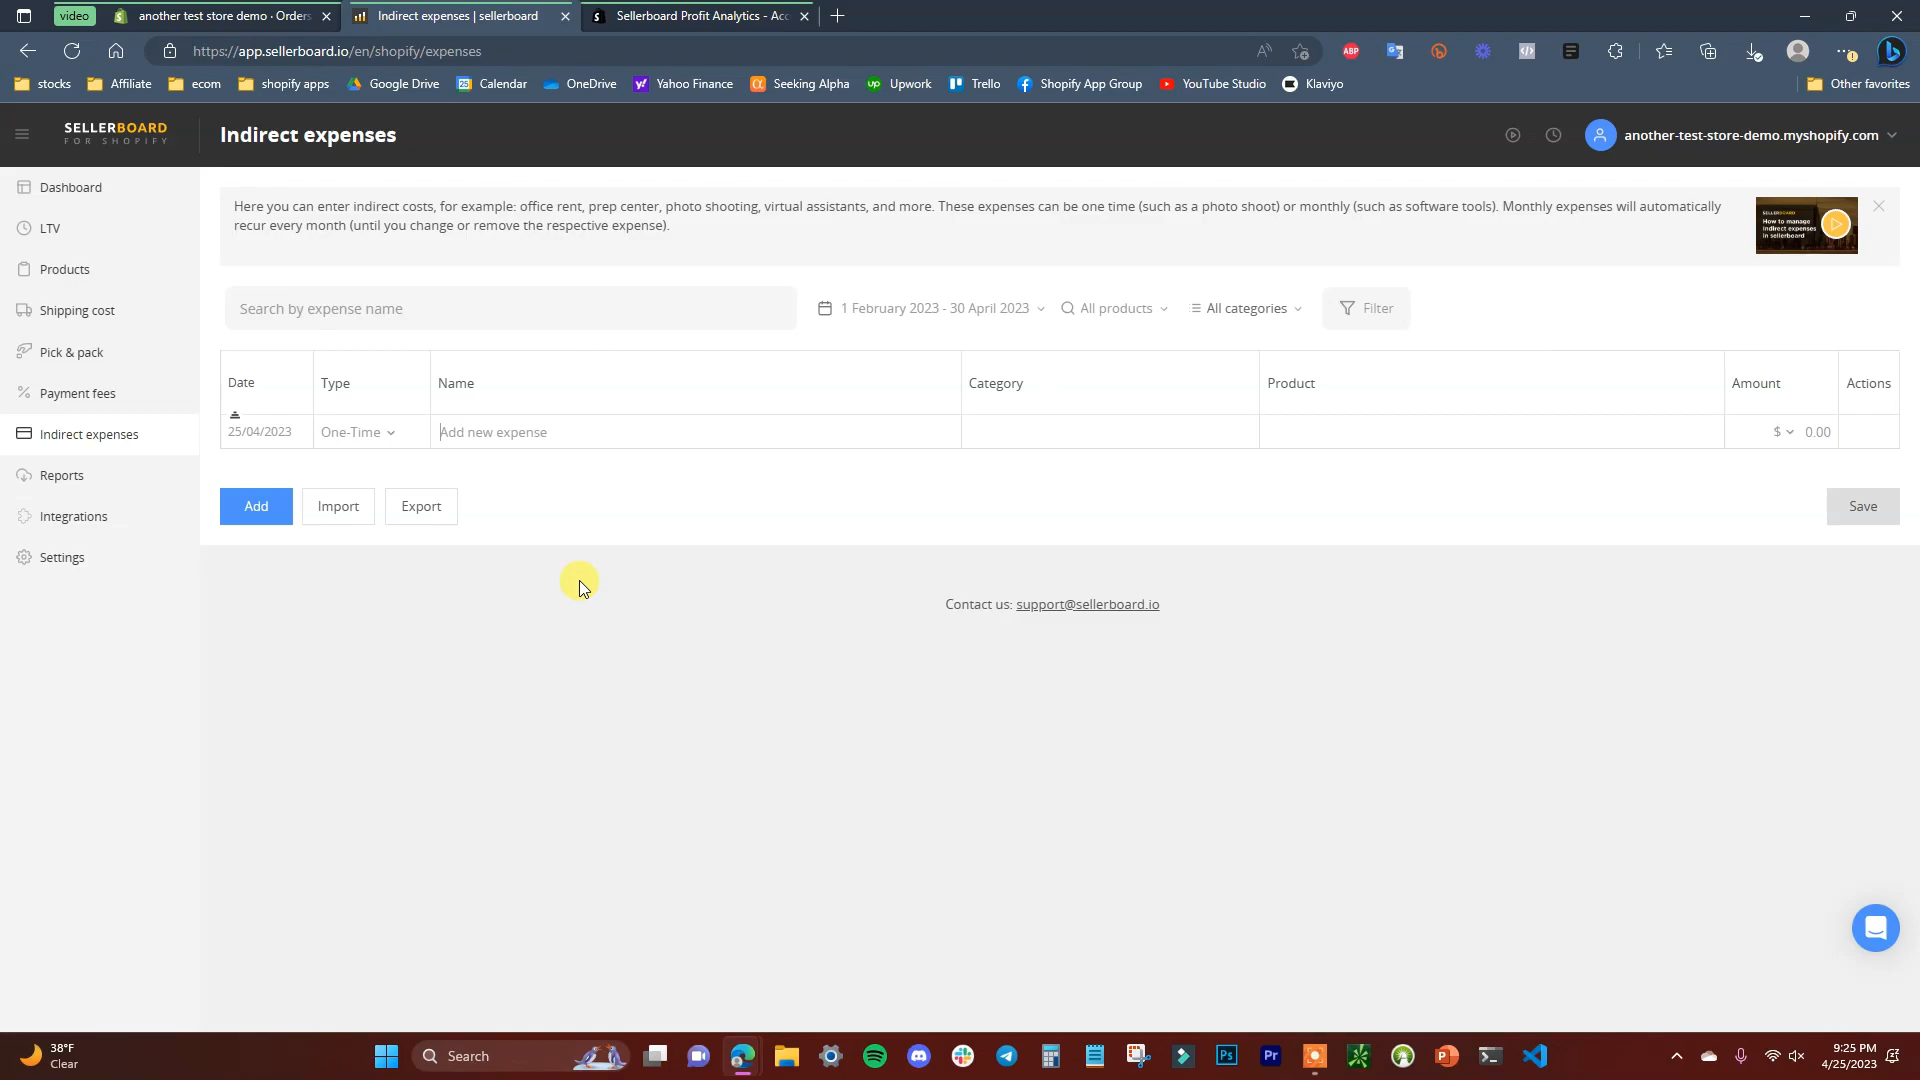 video
another test store demo · Orders
Indirect expenses | sellerboard
Sellerboard Profit Analytics - Acc
https://app.sellerboard.io/en/shopify/expenses
ABP
stocks
Affiliate
ecom
shopify apps
Google Drive
Calendar
OneDrive
Yahoo Finance
Seeking Alpha
Upwork
Trello
Shopify App Group
YouTube Studio
Klaviyo
Other favorites
SELLERBOARD
FOR SHOPIFY
Indirect expenses
another-test-store-demo.myshopify.com
Dashboard
LTV
Products
Shipping cost
Pick & pack
Payment fees
Indirect expenses
Reports
Integrations
Settings
Here you can enter indirect costs, for example: office rent, prep center, photo shooting, virtual assistants, and more. These expenses can be one time (such as a photo shoot) or monthly (such as software tools). Monthly expenses will automatically
recur every month (until you change or remove the respective expense).
SELLERBOARD
How to manage
indirect expenses
in sellerboard
Search by expense name
1 February 2023 - 30 April 2023
All products
All categories
Filter
Date
Type
Name
Category
Product
Amount
Actions
25/04/2023
One-Time
Add new expense
$
0.00
Add
Import
Export
Save
Contact us: support@sellerboard.io
38°F
Clear
Search
9:25 PM
4/25/2023